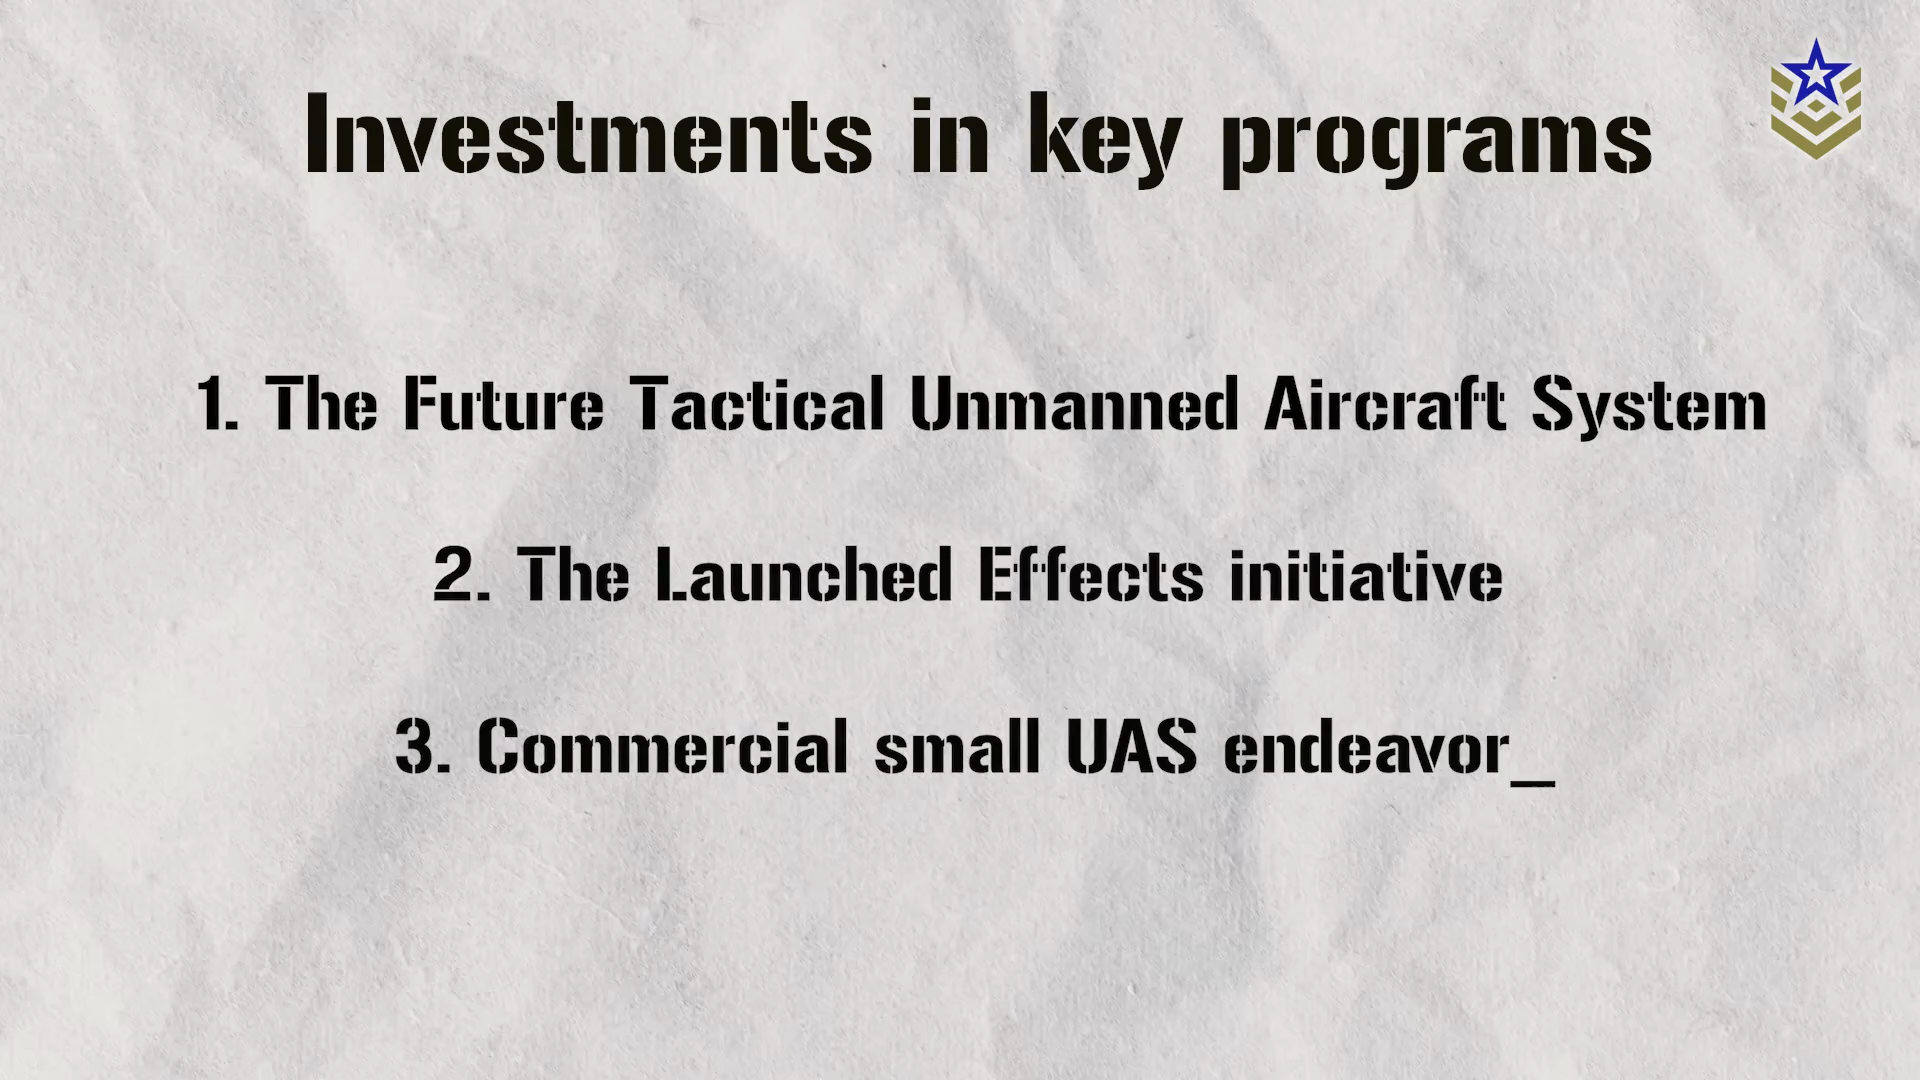 Investments in key programs
1. The Future Tactical Unmanned Aircraft System
2. The Launched Effects initiative
3. Commercial small UAS endeavor_